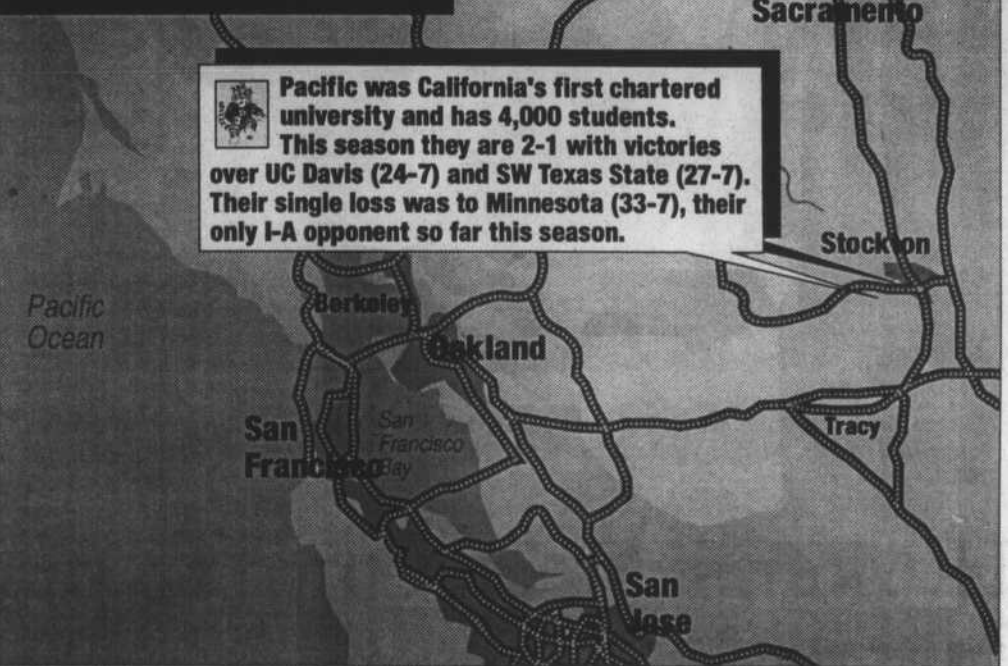 Sacramento
Pacific was California's first chartered
university and has 4,000 students.
This season they are 2-1 with victories
over UC Davis (24-7) and SW Texas State (27-7).
Their single loss was to Minnesota (33-7), their
only I-A opponent so far this season.
Stockton
Pacific
Ocean
Berkeley
Oakland
San
Francisco
San
Francisco
Bay
Tracy
San
Jose